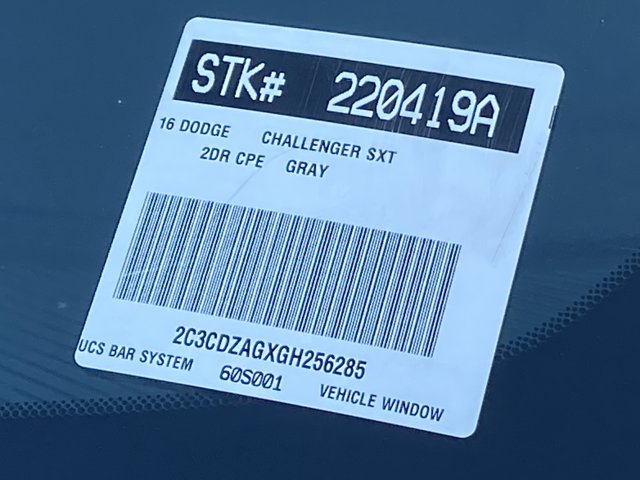 STK# 220419A
16 DODGE CHALLENGER SXT
2DR CPE GRAY
2C3CDZAGXGH256285
UCS BAR SYSTEM 60S001 VEHICLE WINDOW